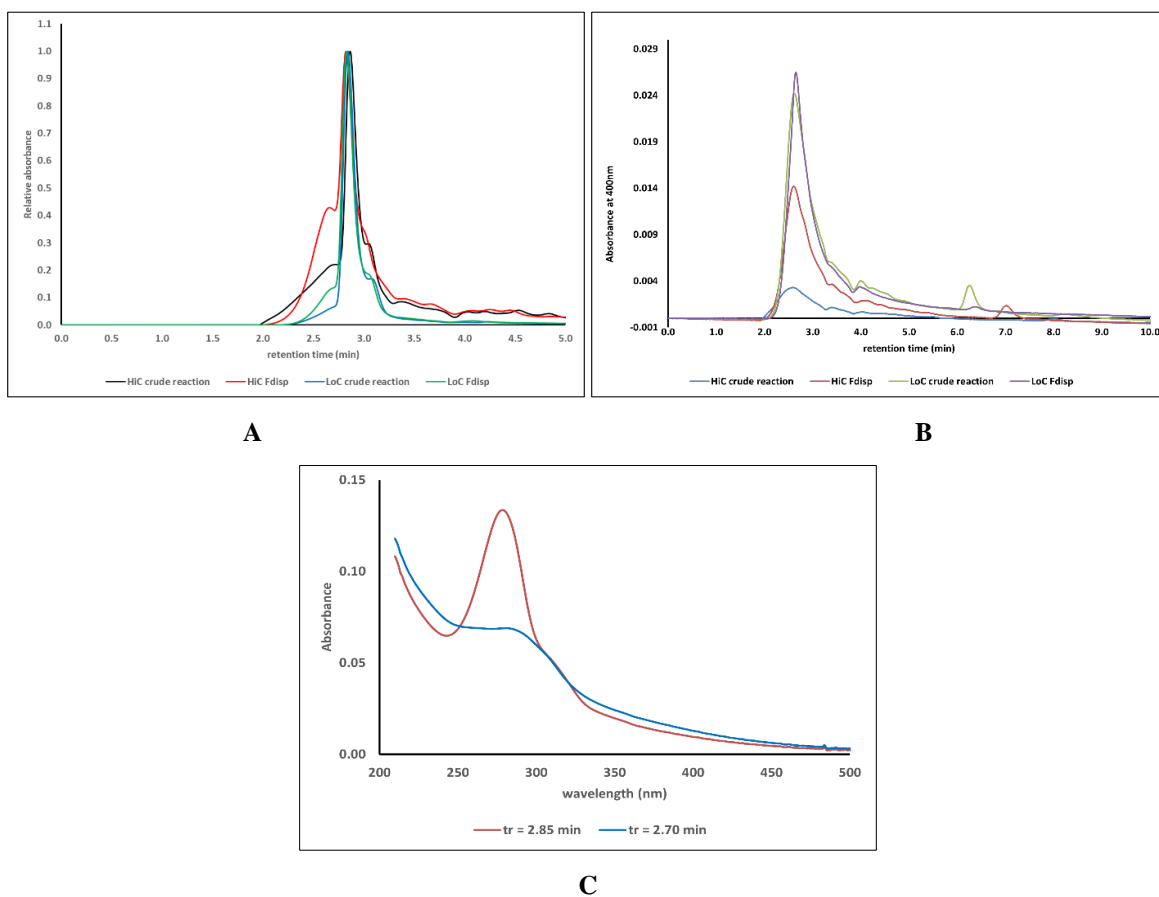 1.1
1.0
0.9
0.8
0.7
0.6
0.5
0.4
0.3
0.2
0.1
0.0
Relative absorbance
0.0 0.5 1.0 1.5 2.0 2.5 3.0 3.5 4.0 4.5 5.0
retention time (min)
HiC crude reaction HiC Fdisp LoC crude reaction LoC Fdisp
A
0.029
0.024
0.019
0.014
0.009
0.004
-0.001
Absorbance at 400nm
0.0 1.0 2.0 3.0 4.0 5.0 6.0 7.0 8.0 9.0 10.0
retention time (min)
HiC crude reaction HiC Fdisp LoC crude reaction LoC Fdisp
B
0.15
0.10
0.05
0.00
Absorbance
200 250 300 350 400 450 500
wavelength (nm)
tr = 2.85 min tr = 2.70 min
C